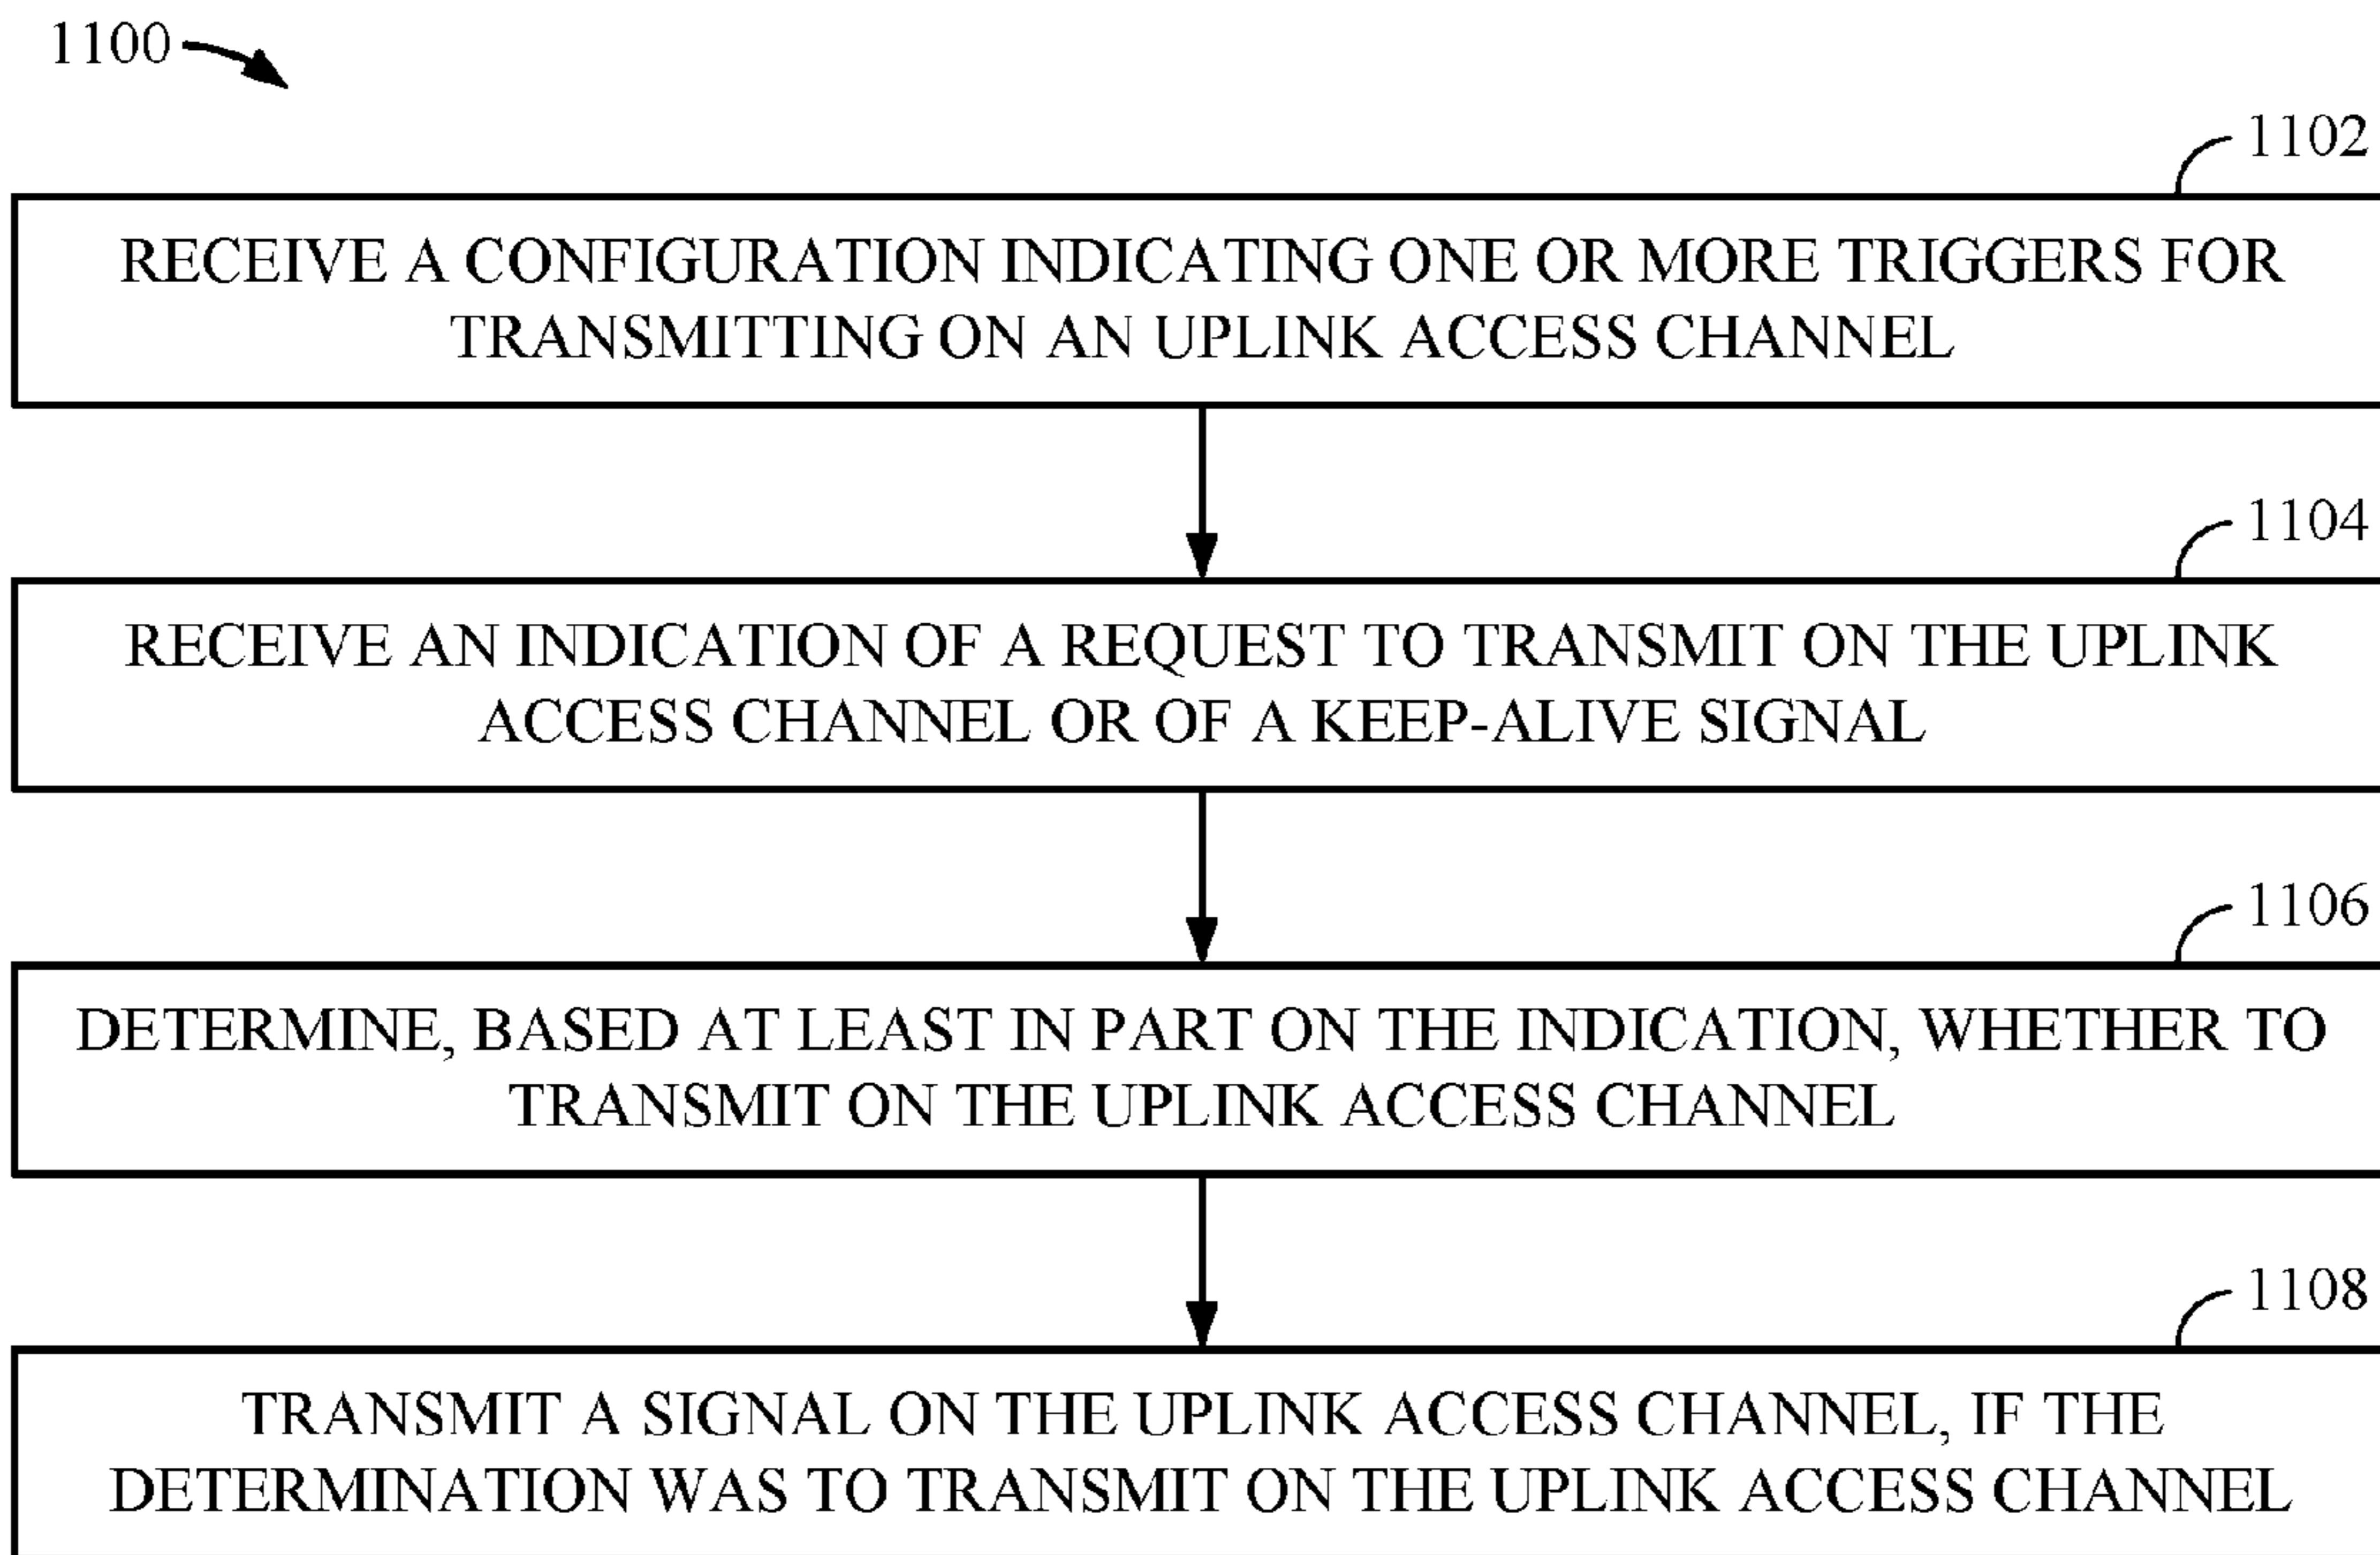 1100
1102
RECEIVE A CONFIGURATION INDICATING ONE OR MORE TRIGGERS FOR
TRANSMITTING ON AN UPLINK ACCESS CHANNEL
1104
RECEIVE AN INDICATION OF A REQUEST TO TRANSMIT ON THE UPLINK
ACCESS CHANNEL OR OF A KEEP-ALIVE SIGNAL
1106
DETERMINE, BASED AT LEAST IN PART ON THE INDICATION, WHETHER TO
TRANSMIT ON THE UPLINK ACCESS CHANNEL
1108
TRANSMIT A SIGNAL ON THE UPLINK ACCESS CHANNEL, IF THE
DETERMINATION WAS TO TRANSMIT ON THE UPLINK ACCESS CHANNEL